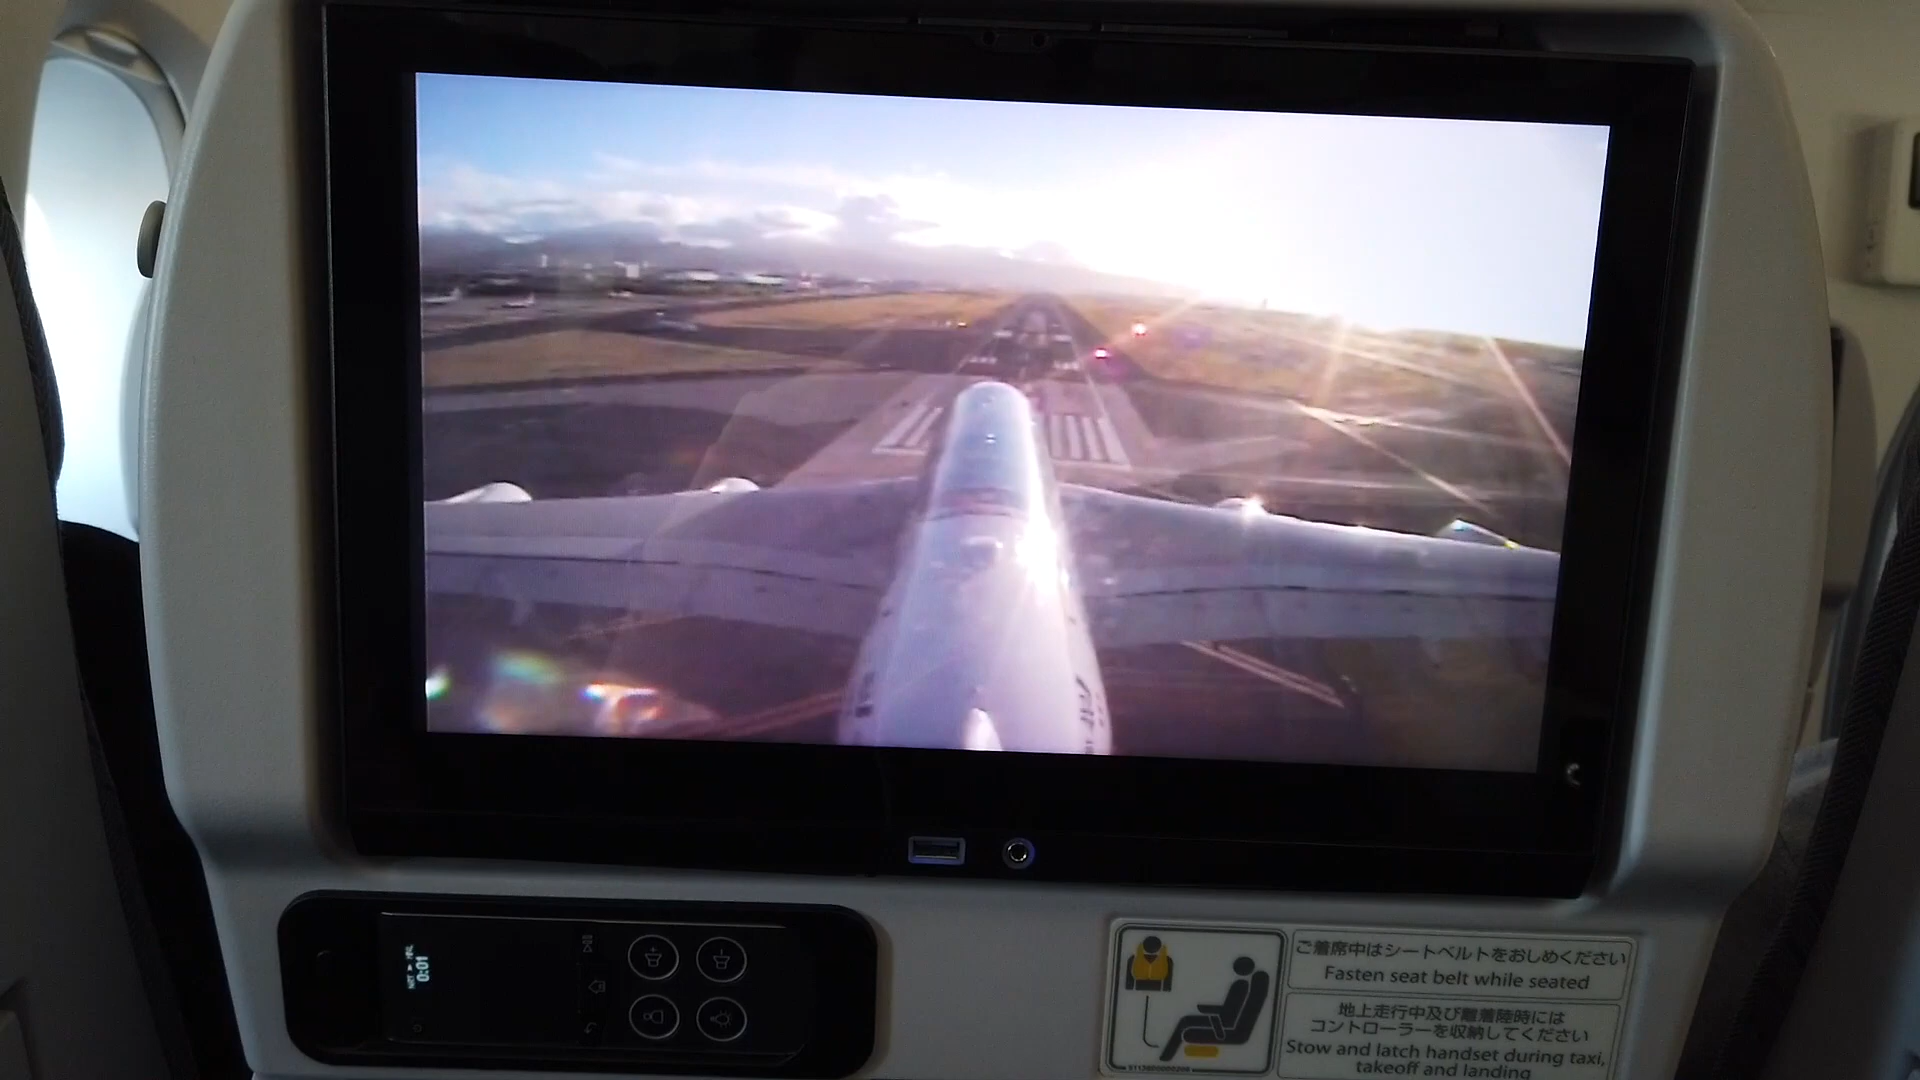 0:01
ご着席中はシートベルトをおしめください
Fasten seat belt while seated
地上走行中及び離着陸時には
コントローラーを収納してください
Stow and latch handset during taxi,
takeoff and landing